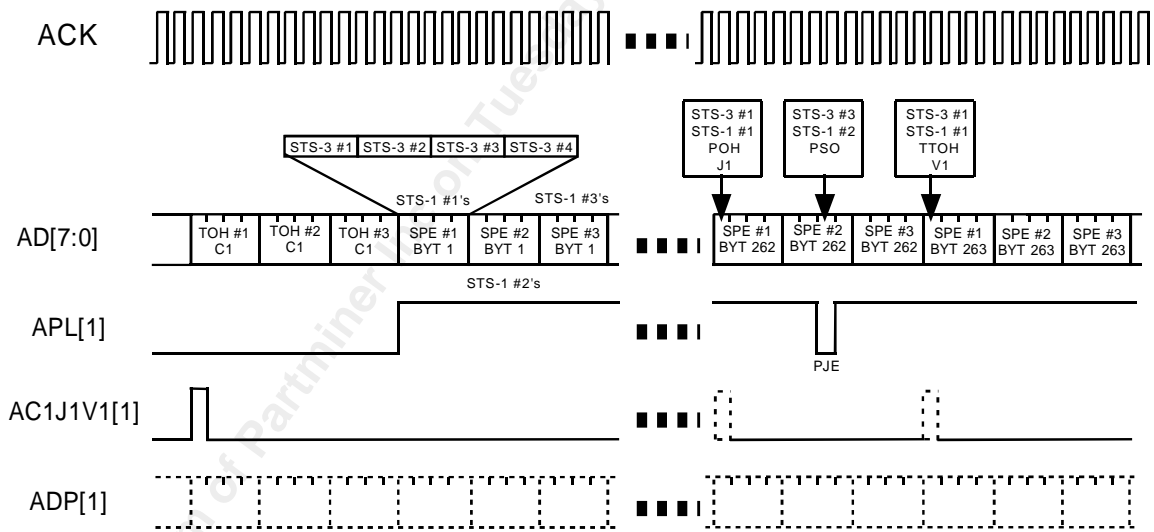 ACK
STS-3 #1
STS-1 #1
POH
J1
STS-3 #3
STS-1 #2
PSO
STS-3 #1
STS-1 #1
TTOH
V1
STS-3 #1 STS-3 #2 STS-3 #3 STS-3 #4
STS-1 #1's
STS-1 #3's
AD[7:0]
TOH #1
C1
TOH #2
C1
TOH #3
C1
SPE #1
BYT 1
SPE #2
BYT 1
SPE #3
BYT 1
SPE #1
BYT 262
SPE #2
BYT 262
SPE #3
BYT 262
SPE #1
BYT 263
SPE #2
BYT 263
SPE #3
BYT 263
STS-1 #2's
APL[1]
PJE
AC1J1V1[1]
ADP[1]
of Partminer Inc on Tuesda